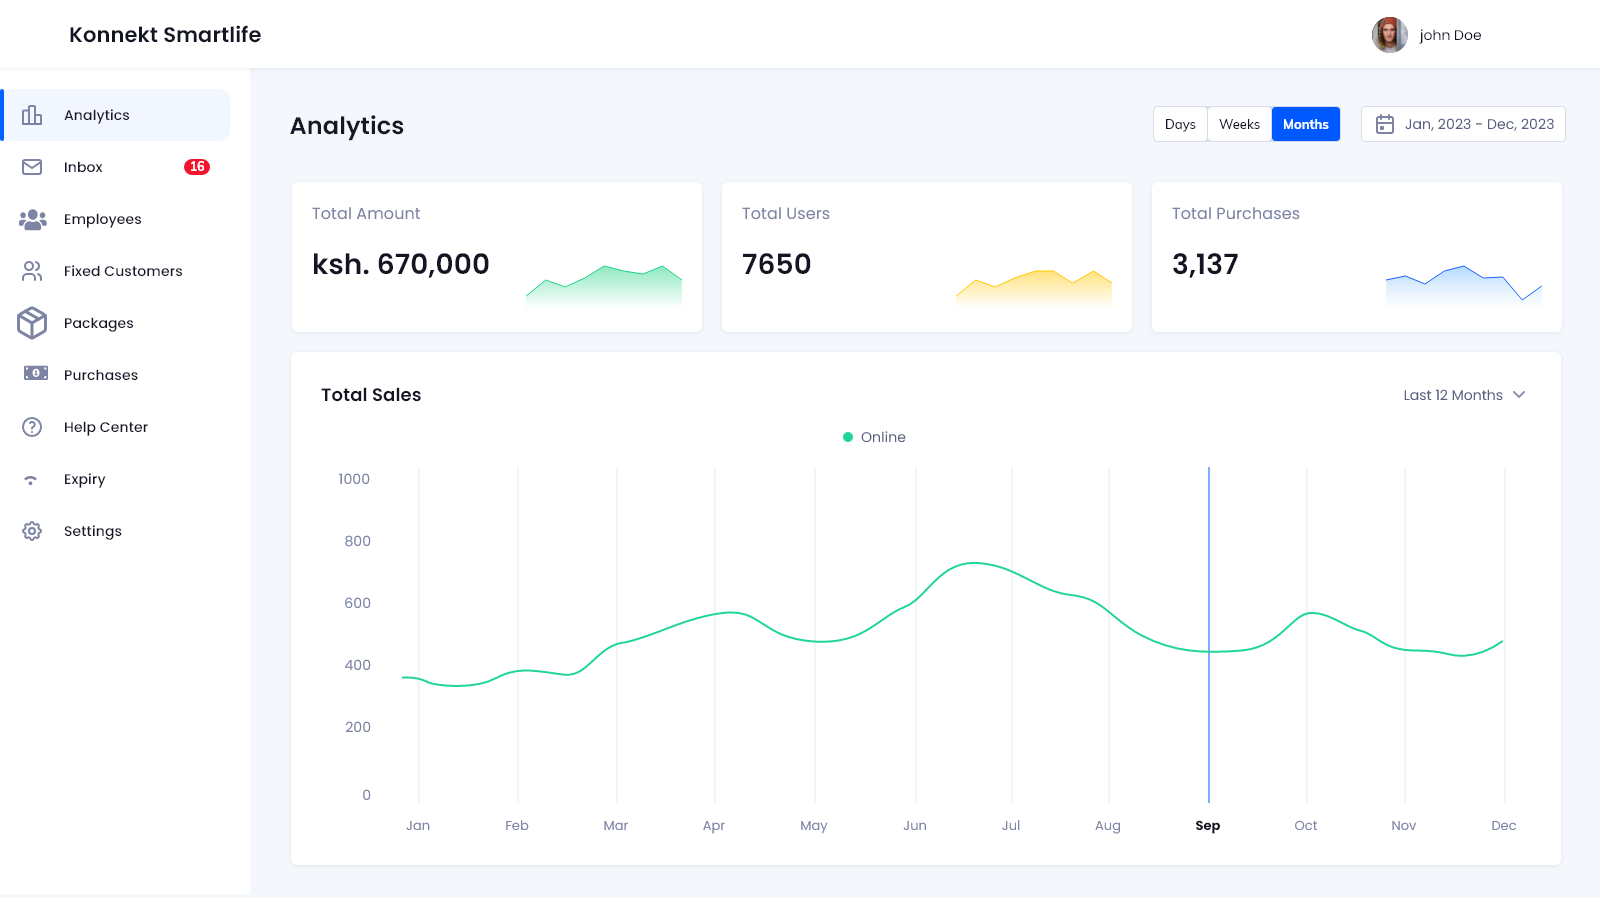 Konnekt Smartlife
john Doe
Analytics
Inbox 16
Employees
Fixed Customers
Packages
Purchases
Help Center
Expiry
Settings
Analytics
Days Weeks Months
Jan, 2023 - Dec, 2023
Total Amount
ksh. 670,000
Total Users
7650
Total Purchases
3,137
Total Sales
Last 12 Months
Online
1000
800
600
400
200
0
Jan Feb Mar Apr May Jun Jul Aug Sep Oct Nov Dec